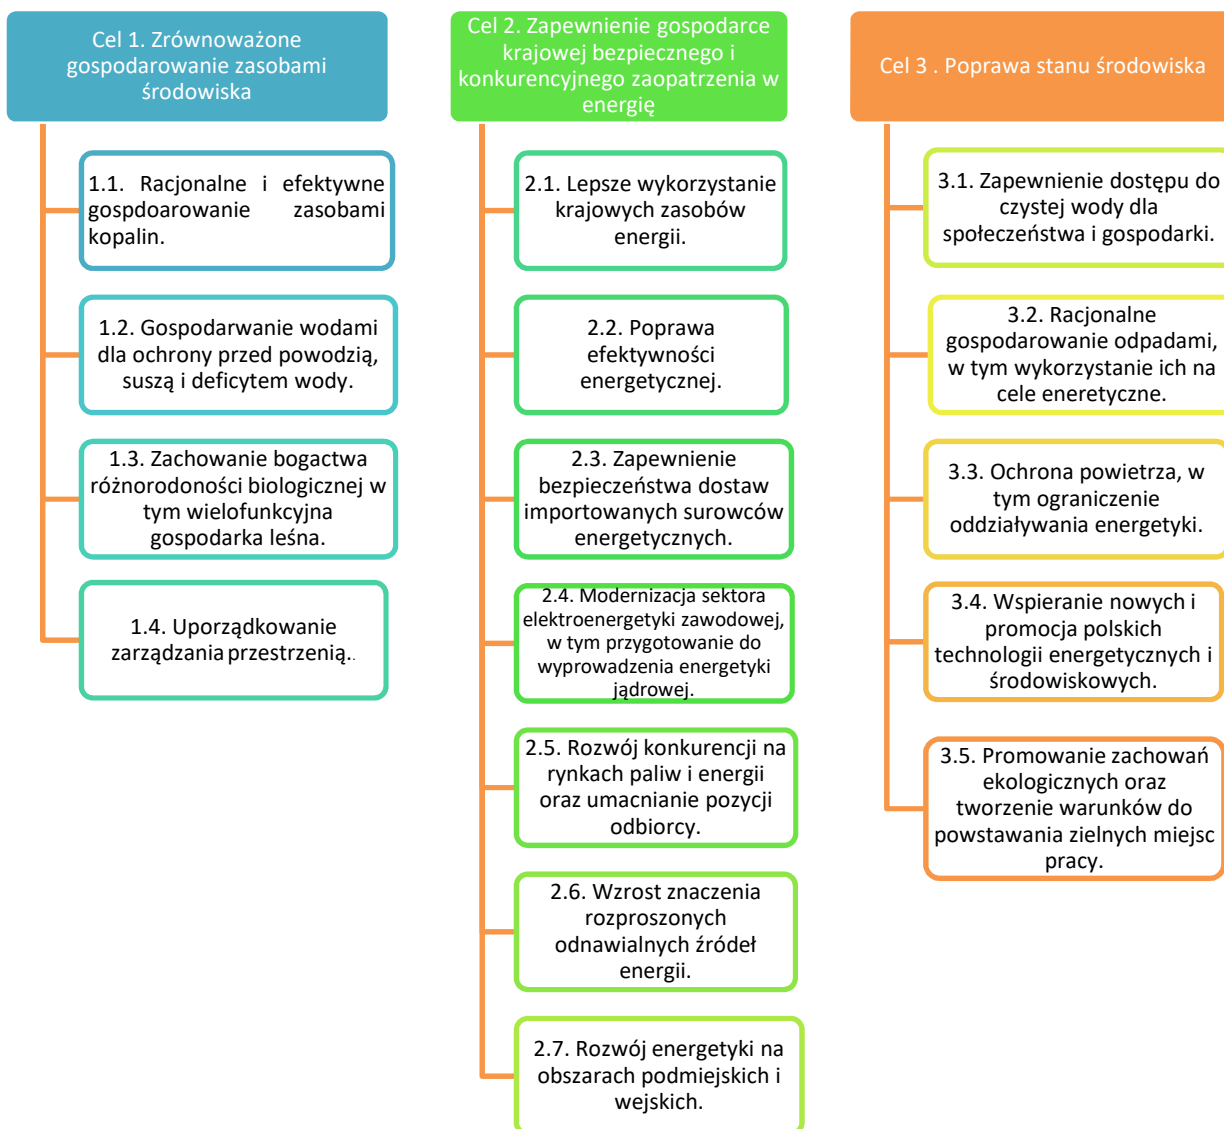 Cel 1. Zrównoważone
gospodarowanie zasobami
środowiska
1.1. Racjonalne i efektywne
gospdoarowanie zasobami
kopalin.
1.2. Gospodarwanie wodami
dla ochrony przed powodzią,
suszą i deficytem wody.
1.3. Zachowanie bogactwa
różnorodoności biologicznej w
tym wielofunkcyjna
gospodarka leśna.
1.4. Uporządkowanie
zarządzania przestrzenią..
Cel 2. Zapewnienie gospodarce
krajowej bezpiecznego i
konkurencyjnego zaopatrzenia w
energię
2.1. Lepsze wykorzystanie
krajowych zasobów
energii.
2.2. Poprawa
efektywności
energetycznej.
2.3. Zapewnienie
bezpieczeństwa dostaw
importowanych surowców
energetycznych.
2.4. Modernizacja sektora
elektroenergetyki zawodowej,
w tym przygotowanie do
wyprowadzenia energetyki
jądrowej.
2.5. Rozwój konkurencji na
rynkach paliw i energii
oraz umacnianie pozycji
odbiorcy.
2.6. Wzrost znaczenia
rozproszonych
odnawialnych źródeł
energii.
2.7. Rozwój energetyki na
obszarach podmiejskich i
wejskich.
Cel 3 . Poprawa stanu środowiska
3.1. Zapewnienie dostępu do
czystej wody dla
społeczeństwa i gospodarki.
3.2. Racjonalne
gospodarowanie odpadami,
w tym wykorzystanie ich na
cele eneretyczne.
3.3. Ochrona powietrza, w
tym ograniczenie
oddziaływania energetyki.
3.4. Wspieranie nowych i
promocja polskich
technologii energetycznych i
środowiskowych.
3.5. Promowanie zachowań
ekologicznych oraz
tworzenie warunków do
powstawania zielnych miejsc
pracy.